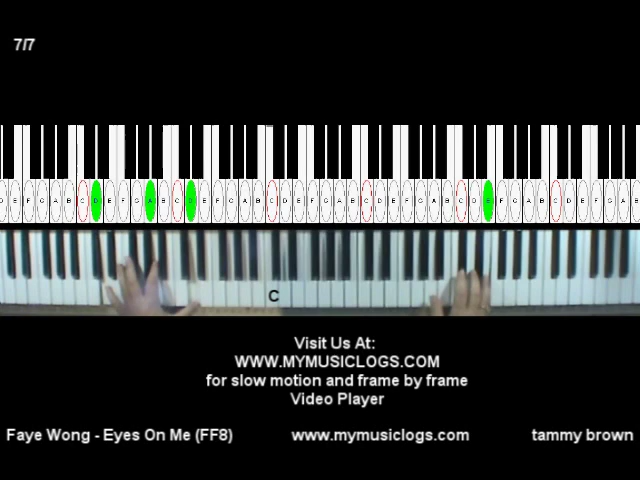 7/7
D E F G A B C D E F G A B C D E F G A B C D E F G A B C D E F G A B C D E F G A B C D E F G A B
C
Visit Us At:
WWW.MYMUSICLOGS.COM
for slow motion and frame by frame
Video Player
Faye Wong - Eyes On Me (FF8) www.mymusiclogs.com tammy brown